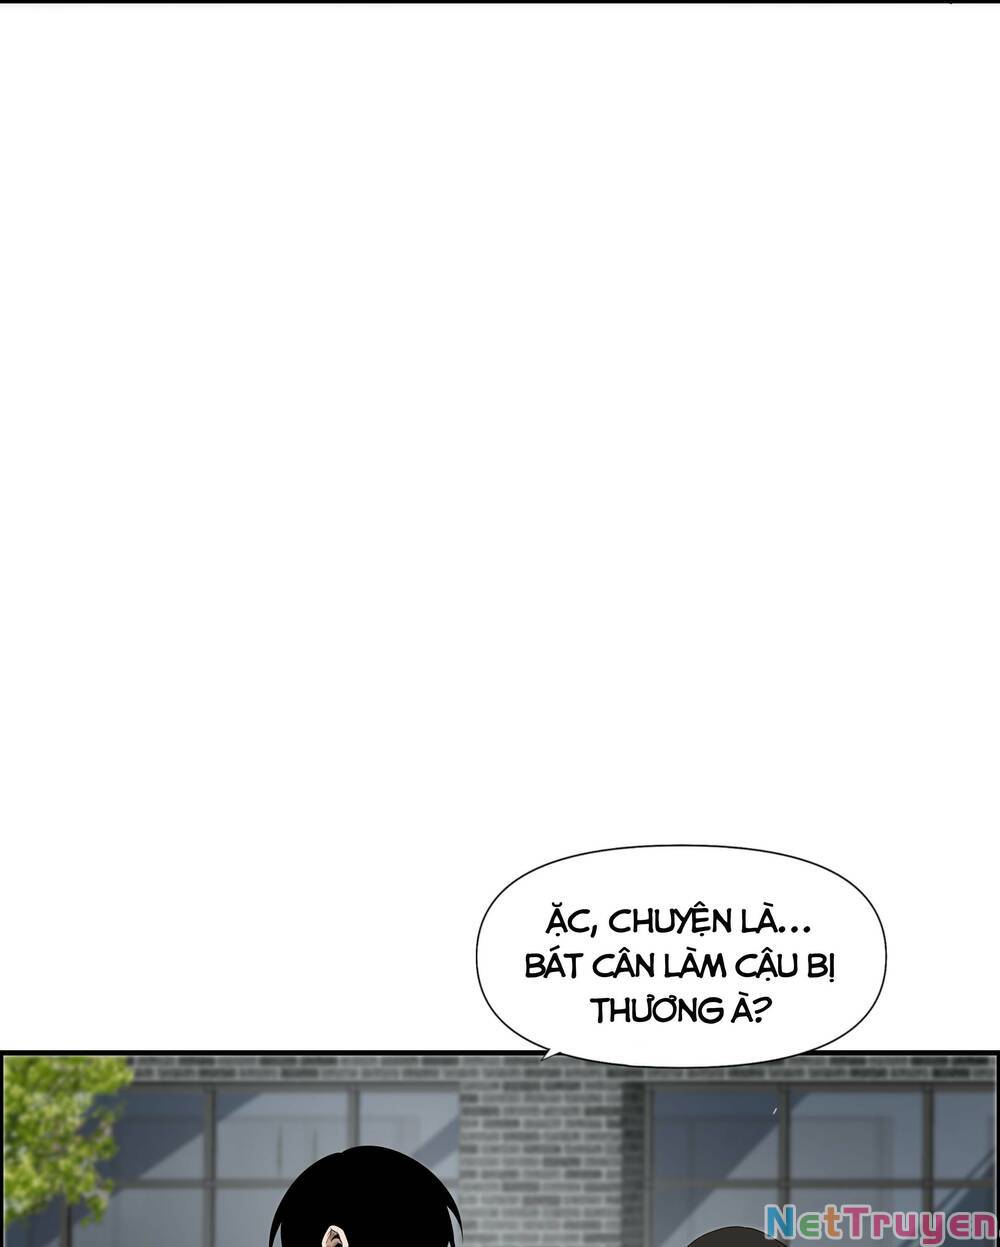 ẶC, CHUYỆN LÀ...
BÁT CÂN LÀM CẬU BỊ
THƯƠNG À?
NetTruyen